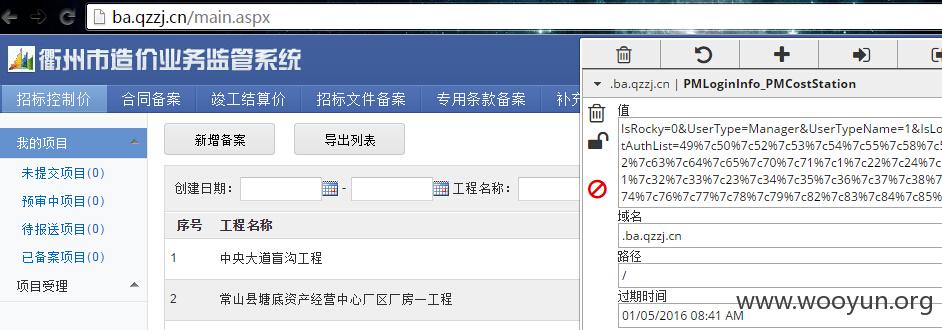 ba.qzzj.cn/main.aspx
衢州市造价业务监管系统
招标控制价 合同备案 竣工结算价 招标文件备案 专用条款备案
我的项目
未提交项目(0)
预审中项目(0)
待报送项目(0)
已备案项目(0)
项目受理
新增备案 导出列表
创建日期： - 工程名称：
序号 工程名称
1 中央大道盲沟工程
2 常山县塘底资产经营中心厂区厂房一工程
.ba.qzzj.cn | PMLoginInfo_PMCostStation
值
IsRocky=0&UserType=Manager&UserTypeName=1&IsLo
tAuthList=49%7c50%7c52%7c53%7c54%7c55%7c58%7c5
2%7c63%7c64%7c65%7c70%7c71%7c1%7c22%7c24%7c
1%7c32%7c33%7c23%7c34%7c35%7c36%7c37%7c38%7
74%7c76%7c77%7c78%7c79%7c82%7c83%7c84%7c85%
域名
.ba.qzzj.cn
路径
/
过期时间
01/05/2016 08:41 AM
www.wooyun.org